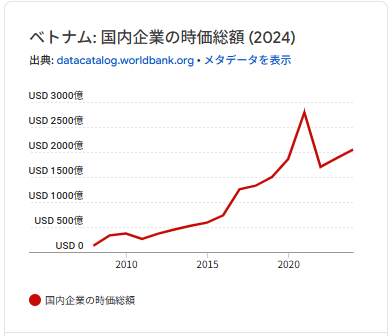 ベトナム: 国内企業の時価総額 (2024)
出典: datacatalog.worldbank.org • メタデータを表示
USD 3000億
USD 2500億
USD 2000億
USD 1500億
USD 1000億
USD 500億
USD 0
2010 2015 2020
国内企業の時価総額